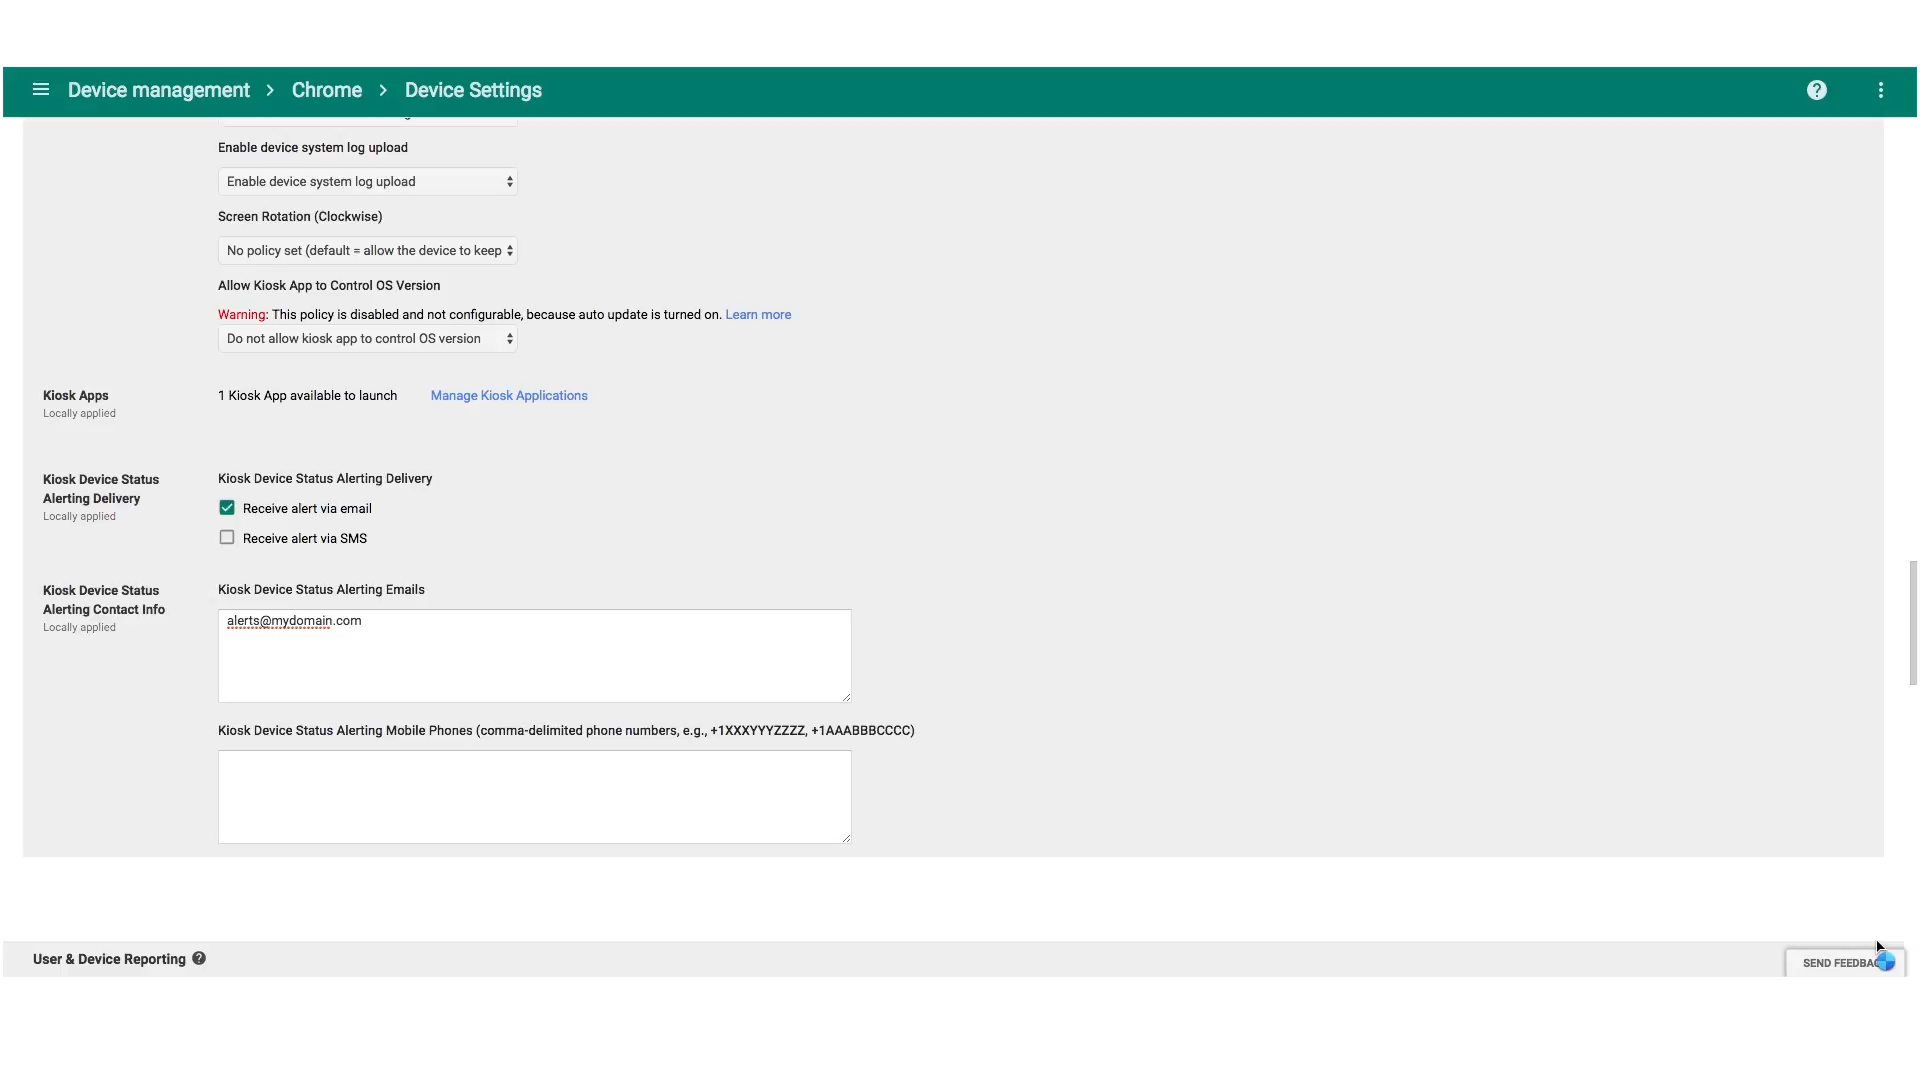 Device management > Chrome > Device Settings
Enable device system log upload
Enable device system log upload
Screen Rotation (Clockwise)
No policy set (default = allow the device to keep
Allow Kiosk App to Control OS Version
Warning: This policy is disabled and not configurable, because auto update is turned on. Learn more
Do not allow kiosk app to control OS version
Kiosk Apps
Locally applied
1 Kiosk App available to launch
Manage Kiosk Applications
Kiosk Device Status
Alerting Delivery
Locally applied
Kiosk Device Status Alerting Delivery
Receive alert via email
Receive alert via SMS
Kiosk Device Status
Alerting Contact Info
Locally applied
Kiosk Device Status Alerting Emails
alerts@mydomain.com
Kiosk Device Status Alerting Mobile Phones (comma-delimited phone numbers, e.g., +1XXXYYYZZZZ, +1AAABBBCCCC)
User & Device Reporting
SEND FEEDBA